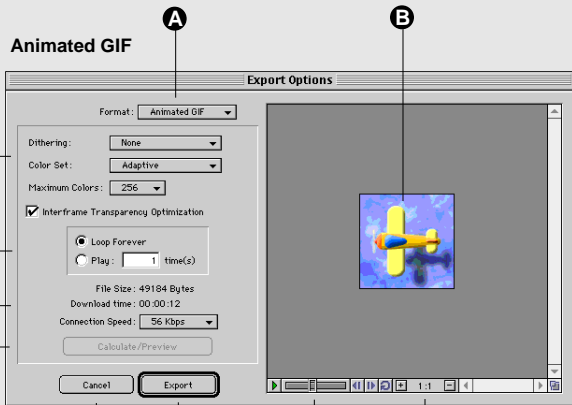 A
B
Animated GIF
Export Options
Format: Animated GIF
Dithering: None
Color Set: Adaptive
Maximum Colors: 256
Interframe Transparency Optimization
Loop Forever
Play: 1 time(s)
File Size: 49184 Bytes
Download time: 00:00:12
Connection Speed: 56 Kbps
Calculate/Preview
Cancel
Export
1:1